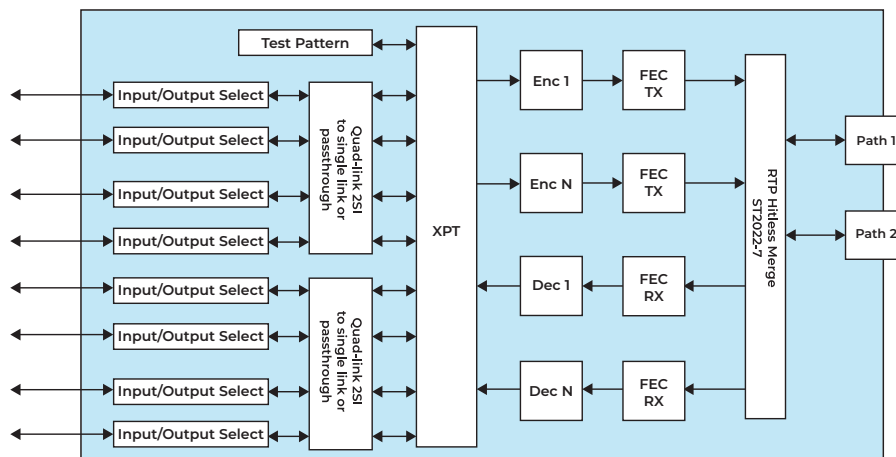 Test Pattern
Input/Output Select
Input/Output Select
Input/Output Select
Input/Output Select
Quad-link 2SI
to single link or
passthrough
Input/Output Select
Input/Output Select
Input/Output Select
Input/Output Select
Quad-link 2SI
to single link or
passthrough
XPT
Enc 1
FEC
TX
Enc N
FEC
TX
Dec 1
FEC
RX
Dec N
FEC
RX
RTP Hitless Merge
ST2022-7
Path 1
Path 2